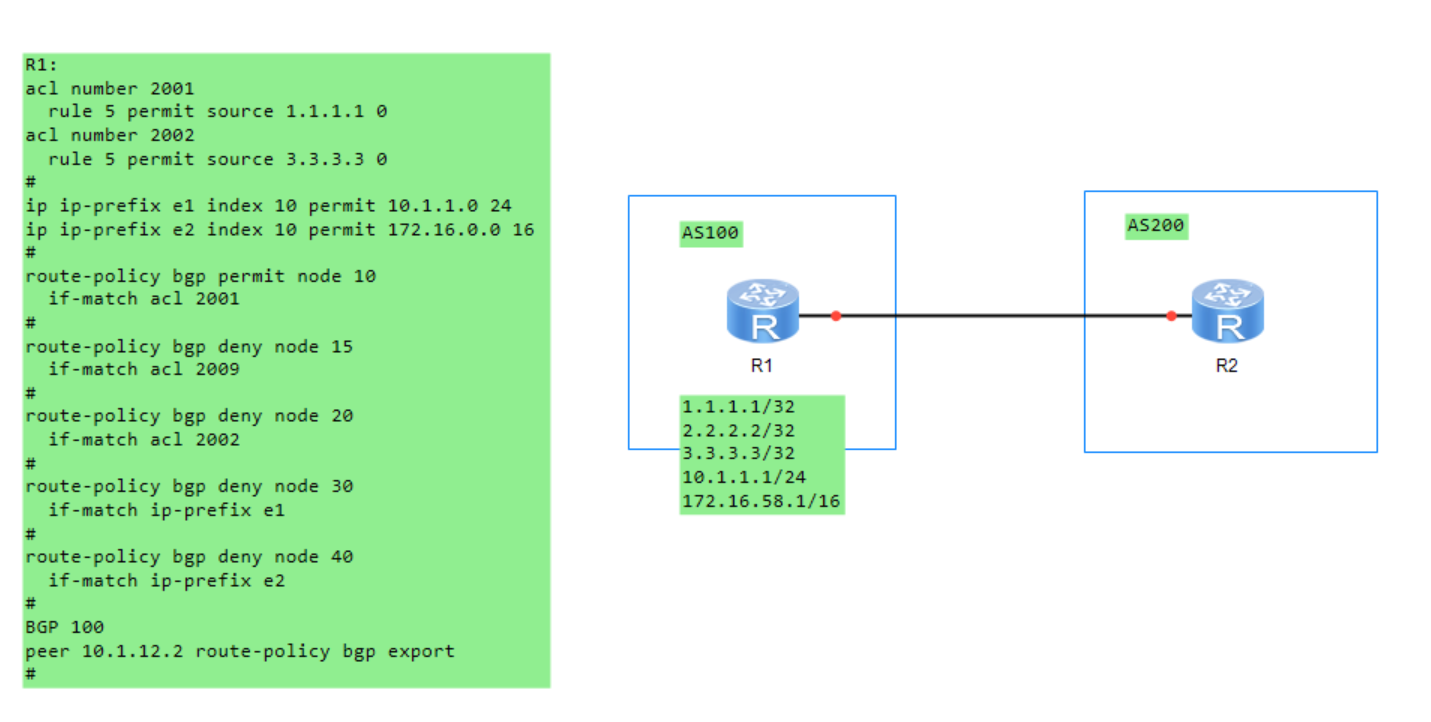 R1:
acl number 2001
  rule 5 permit source 1.1.1.1 0
acl number 2002
  rule 5 permit source 3.3.3.3 0
#
ip ip-prefix e1 index 10 permit 10.1.1.0 24
ip ip-prefix e2 index 10 permit 172.16.0.0 16
#
route-policy bgp permit node 10
  if-match acl 2001
#
route-policy bgp deny node 15
  if-match acl 2009
#
route-policy bgp deny node 20
  if-match acl 2002
#
route-policy bgp deny node 30
  if-match ip-prefix e1
#
route-policy bgp deny node 40
  if-match ip-prefix e2
#
BGP 100
peer 10.1.12.2 route-policy bgp export
#
AS100
R
R1
1.1.1.1/32
2.2.2.2/32
3.3.3.3/32
10.1.1.1/24
172.16.58.1/16
AS200
R
R2